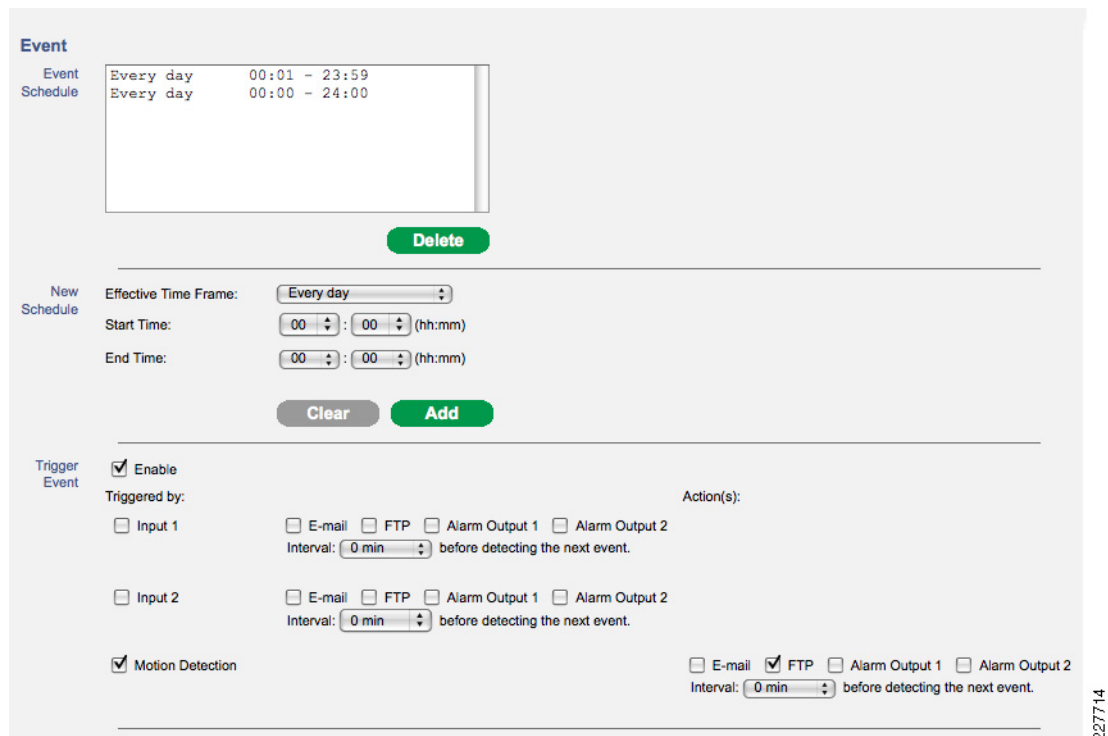 Event
Event Schedule
Every day 00:01 - 23:59
Every day 00:00 - 24:00
Delete
New Schedule
Effective Time Frame: Every day
Start Time: 00 : 00 (hh:mm)
End Time: 00 : 00 (hh:mm)
Clear Add
Trigger Event
Enable
Triggered by: Action(s):
Input 1 E-mail FTP Alarm Output 1 Alarm Output 2
Interval: 0 min before detecting the next event.
Input 2 E-mail FTP Alarm Output 1 Alarm Output 2
Interval: 0 min before detecting the next event.
Motion Detection E-mail FTP Alarm Output 1 Alarm Output 2
Interval: 0 min before detecting the next event.
227714